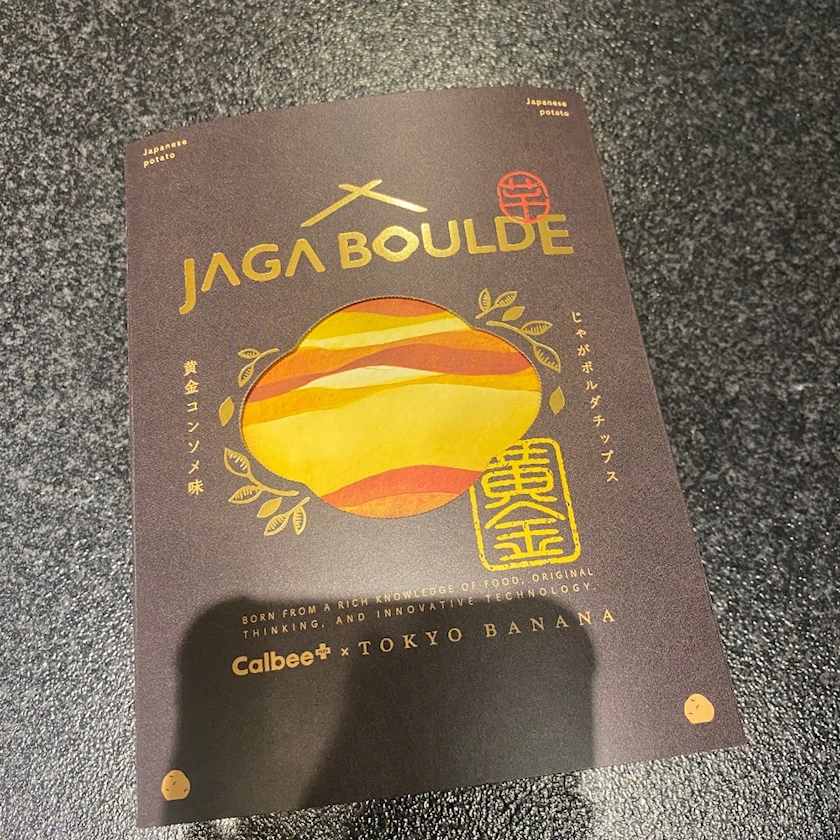 Japanese
potato
Japanese
potato
芋
JAGA BOULDE
じゃがボルダチップス
黄金コンソメ味
黄金
BORN FROM A RICH KNOWLEDGE OF FOOD, ORIGINAL
THINKING, AND INNOVATIVE TECHNOLOGY.
Calbee+ × TOKYO BANANA